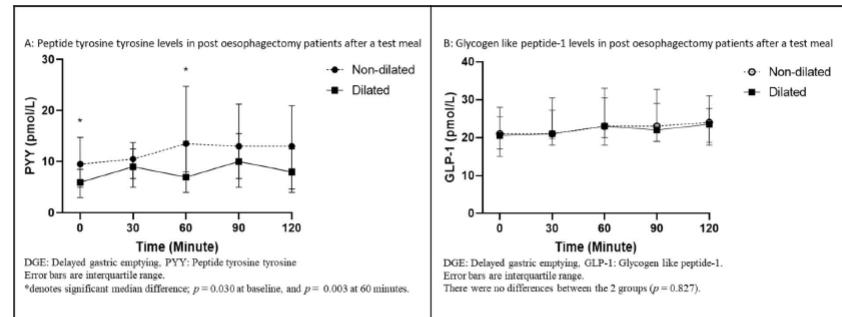 A: Peptide tyrosine tyrosine levels in post oesophagectomy patients after a test meal
30
20
10
0
PYY (pmol/L)
*
*
Non-dilated
Dilated
0 30 60 90 120
Time (Minute)
DGE: Delayed gastric emptying, PYY: Peptide tyrosine tyrosine
Error bars are interquartile range.
*denotes significant median difference; p = 0.030 at baseline, and p = 0.003 at 60 minutes.
B: Glycogen like peptide-1 levels in post oesophagectomy patients after a test meal
40
30
20
10
0
GLP-1 (pmol/L)
Non-dilated
Dilated
0 30 60 90 120
Time (Minute)
DGE: Delayed gastric emptying, GLP-1: Glycogen like peptide-1.
Error bars are interquartile range.
There were no differences between the 2 groups (p = 0.827).